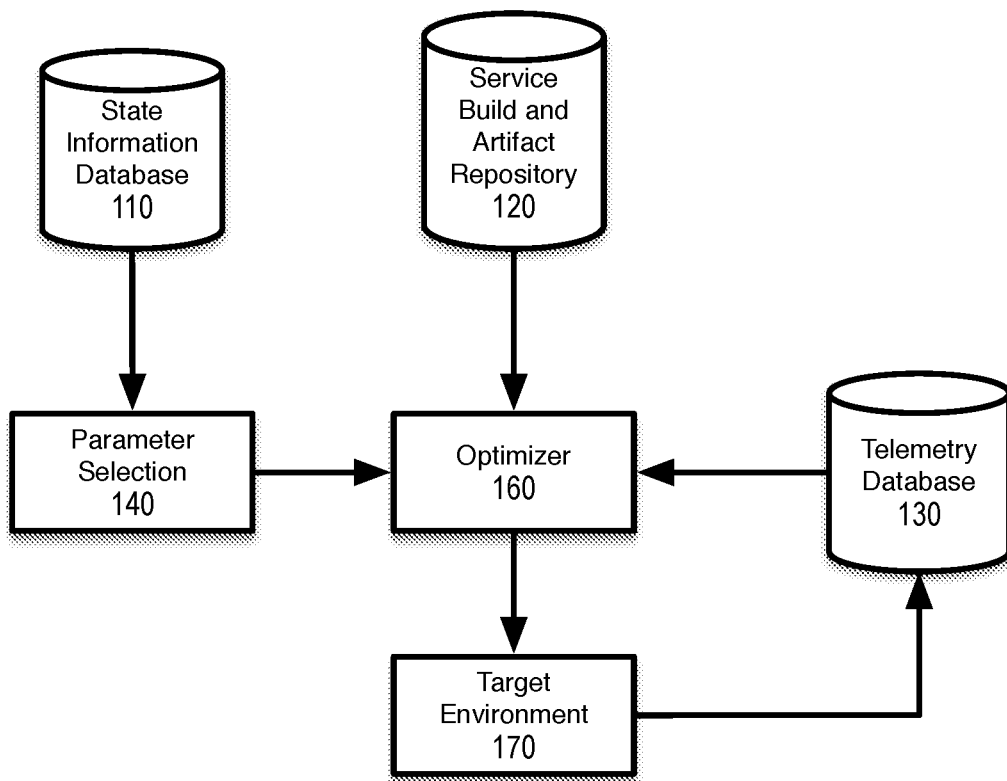 State
Information
Database
110
Service
Build and
Artifact
Repository
120
Parameter
Selection
140
Optimizer
160
Telemetry
Database
130
Target
Environment
170